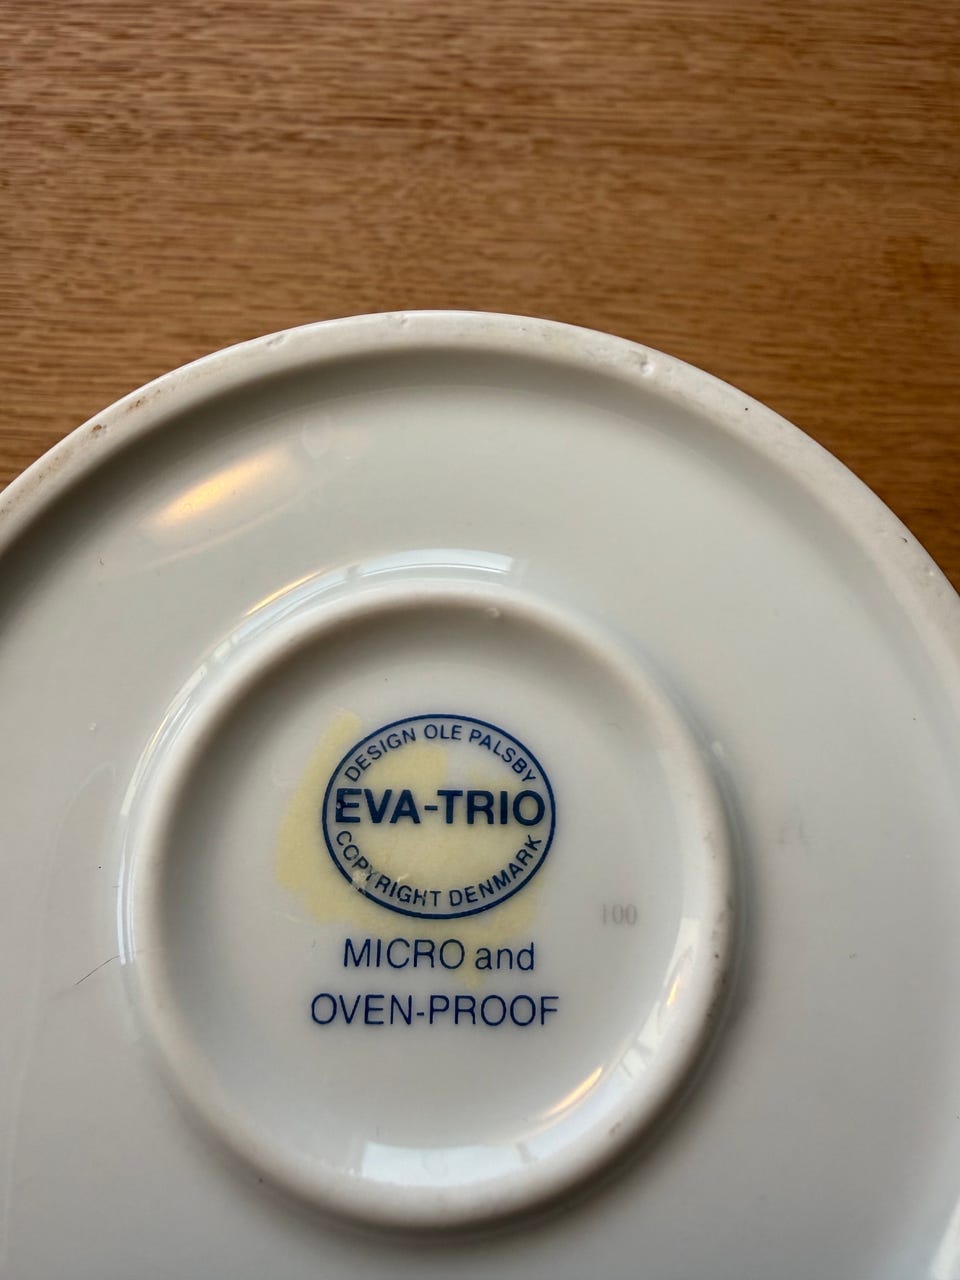 DESIGN OLE PALSBY
EVA-TRIO
COPYRIGHT DENMARK
100
MICRO and
OVEN-PROOF